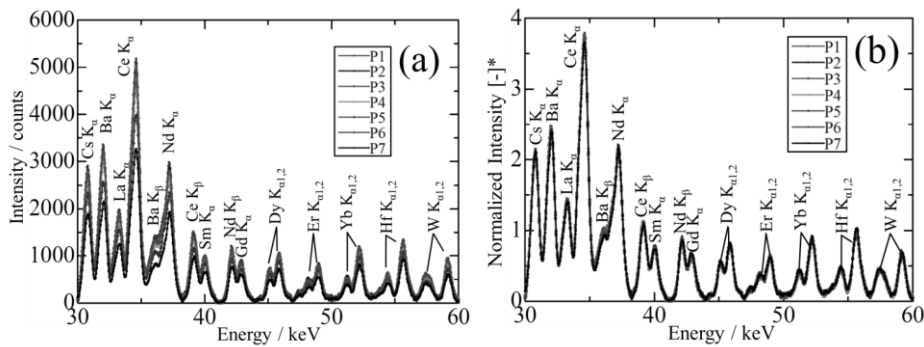 (a)
Intensity / counts
6000
5000
4000
3000
2000
1000
0
30
40
50
60
Energy / keV
Cs Kα
Ba Kα
La Kα
Ce Kα
Ba Kβ
Nd Kα
Ce Kβ
Sm Kα
Nd Kβ
Gd Kα
Dy Kα1,2
Er Kα1,2
Yb Kα1,2
Hf Kα1,2
W Kα1,2
P1
P2
P3
P4
P5
P6
P7
(b)
Normalized Intensity [-]*
4
3
2
1
0
30
40
50
60
Energy / keV
Cs Kα
Ba Kα
La Kα
Ce Kα
Ba Kβ
Nd Kα
Ce Kβ
Sm Kα
Nd Kβ
Gd Kα
Dy Kα1,2
Er Kα1,2
Yb Kα1,2
Hf Kα1,2
W Kα1,2
P1
P2
P3
P4
P5
P6
P7